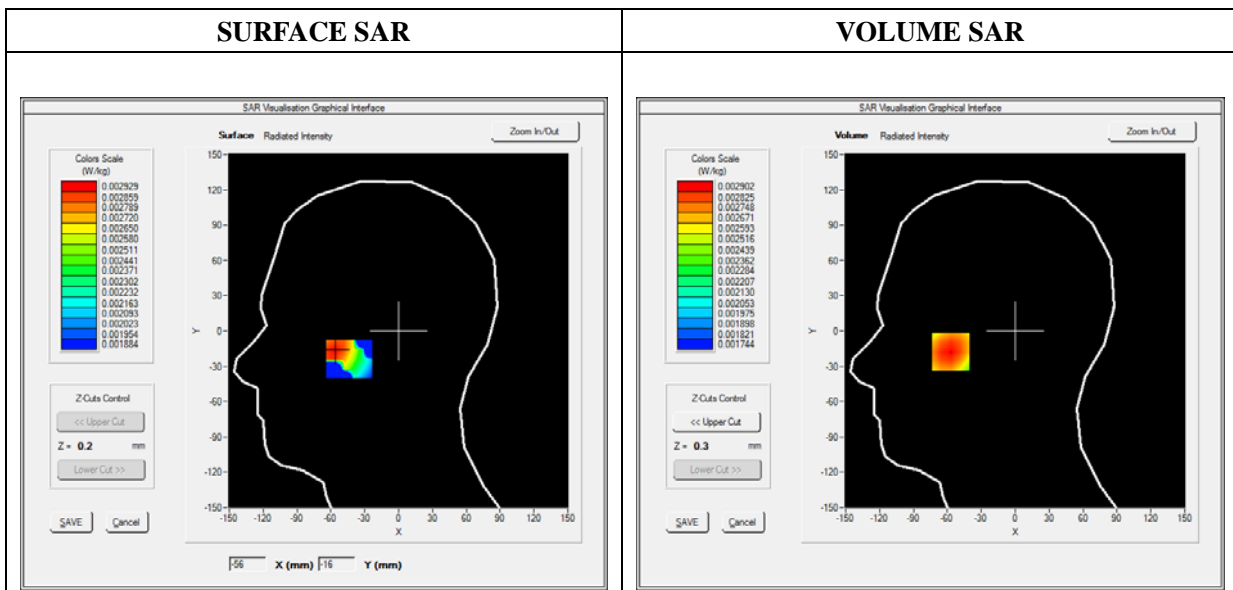 SURFACE SAR
SAR Visualisation Graphical Interface
Surface Radiated Intensity
Zoom In/Out
Colors Scale
(W/kg)
0.002929
0.002859
0.002789
0.002720
0.002650
0.002580
0.002511
0.002441
0.002371
0.002302
0.002232
0.002163
0.002093
0.002023
0.001954
0.001884
Z-Cuts Control
<< Upper Cut
Z = 0.2 mm
Lower Cut >>
SAVE Cancel
150
120
90
60
30
0
-30
-60
-90
-120
-150
Y
-150 -120 -90 -60 -30 0 30 60 90 120 150
X
-56 X (mm) -16 Y (mm)
VOLUME SAR
SAR Visualisation Graphical Interface
Volume Radiated Intensity
Zoom In/Out
Colors Scale
(W/kg)
0.002902
0.002825
0.002748
0.002671
0.002593
0.002516
0.002439
0.002362
0.002284
0.002207
0.002130
0.002053
0.001975
0.001898
0.001821
0.001744
Z-Cuts Control
<< Upper Cut
Z = 0.3 mm
Lower Cut >>
SAVE Cancel
150
120
90
60
30
0
-30
-60
-90
-120
-150
Y
-150 -120 -90 -60 -30 0 30 60 90 120 150
X